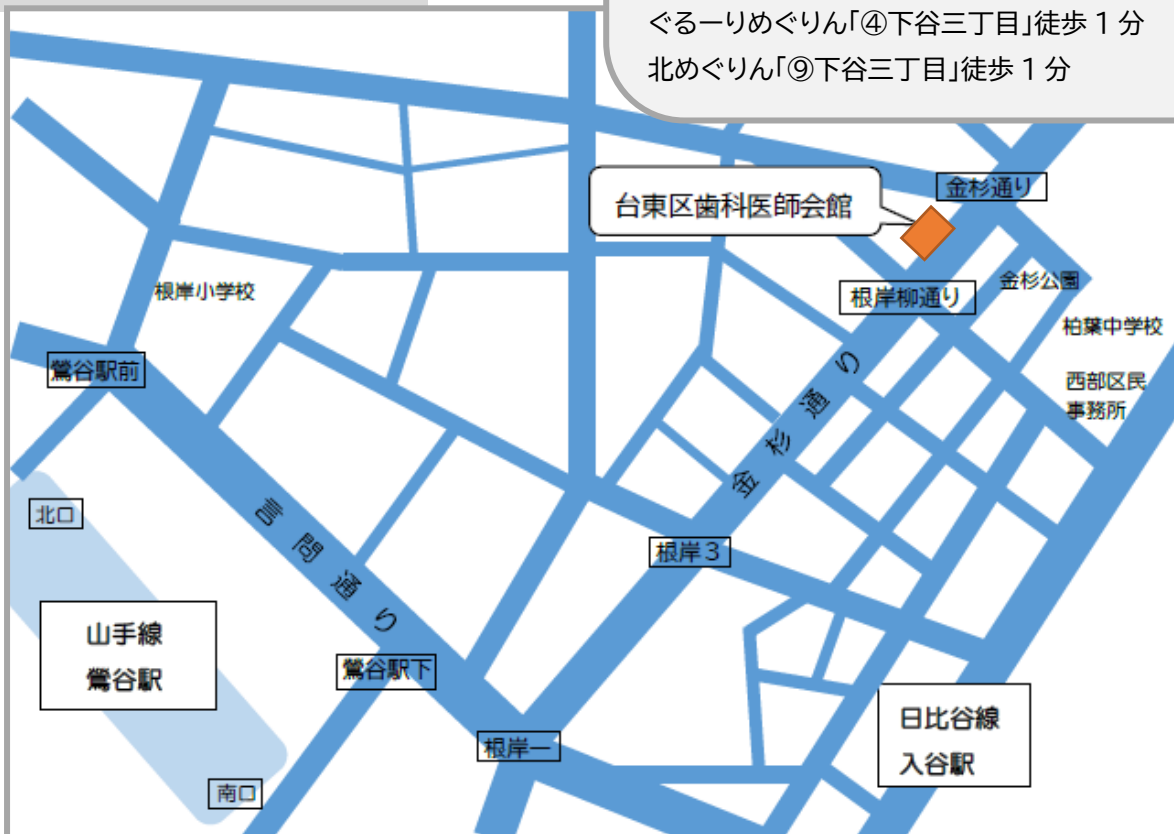 ぐるーりめぐりん「④下谷三丁目」徒歩１分
北めぐりん「⑨下谷三丁目」徒歩１分
台東区歯科医師会館
金杉通り
根岸柳通り
金杉公園
柏葉中学校
西部区民
事務所
根岸小学校
鶯谷駅前
金杉通り
北口
言問通り
根岸３
山手線
鶯谷駅
鶯谷駅下
根岸一
日比谷線
入谷駅
南口